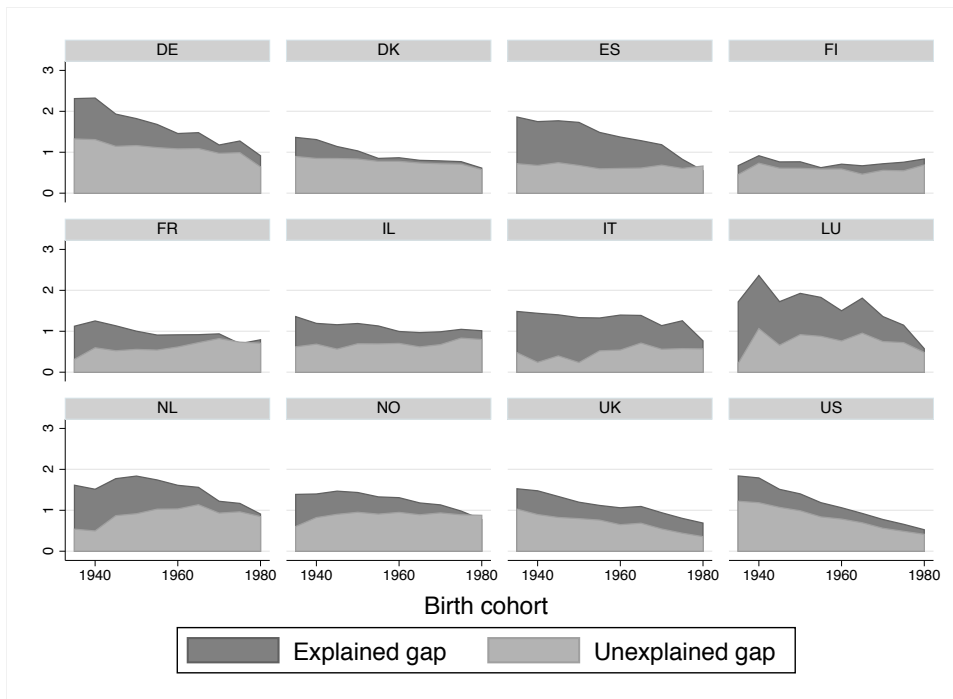 DE DK ES FI
3
2
1
0
FR IL IT LU
3
2
1
0
NL NO UK US
3
2
1
0
1940 1960 1980 1940 1960 1980 1940 1960 1980 1940 1960 1980
Birth cohort
Explained gap Unexplained gap